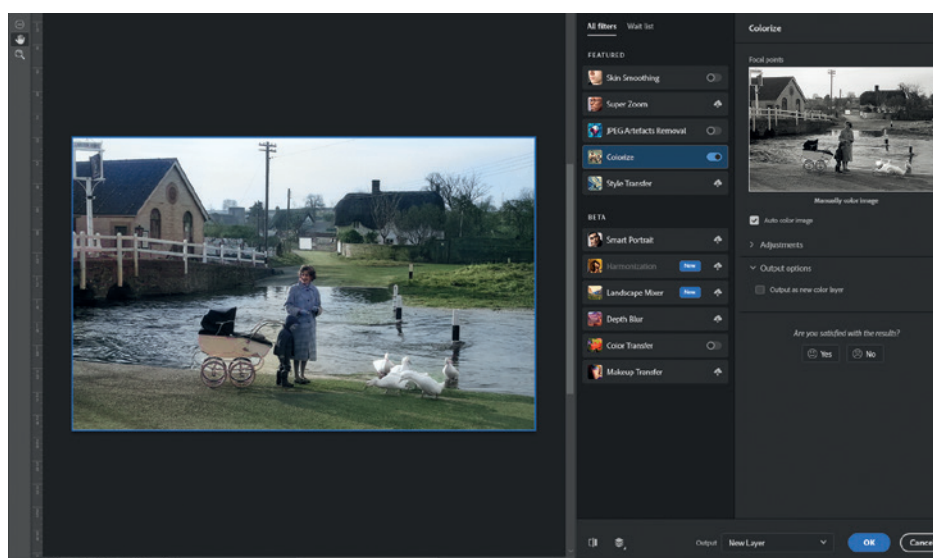 All filters Wait list
FEATURED
Skin Smoothing
Super Zoom
JPEG Artefacts Removal
Colorize
Style Transfer
BETA
Smart Portrait
Harmonization New
Landscape Mixer New
Depth Blur
Color Transfer
Makeup Transfer
Colorize
Focal points
Manually color image
Auto color image
Adjustments
Output options
Output as new color layer
Are you satisfied with the results?
Yes No
Output New Layer OK Cance